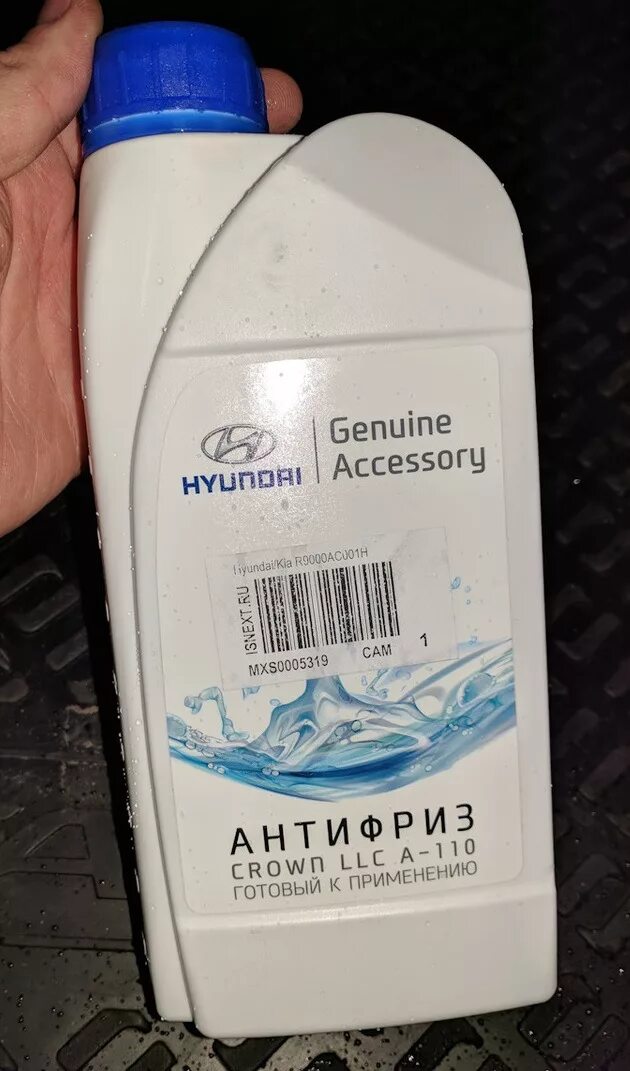 HYUNDAI
Genuine
Accessory
Hyundai/Kia R9000AC001H
ISNEXT.RU
MXS0005319 CAM 1
АНТИФРИЗ
CROWN LLC A-110
ГОТОВЫЙ К ПРИМЕНЕНИЮ